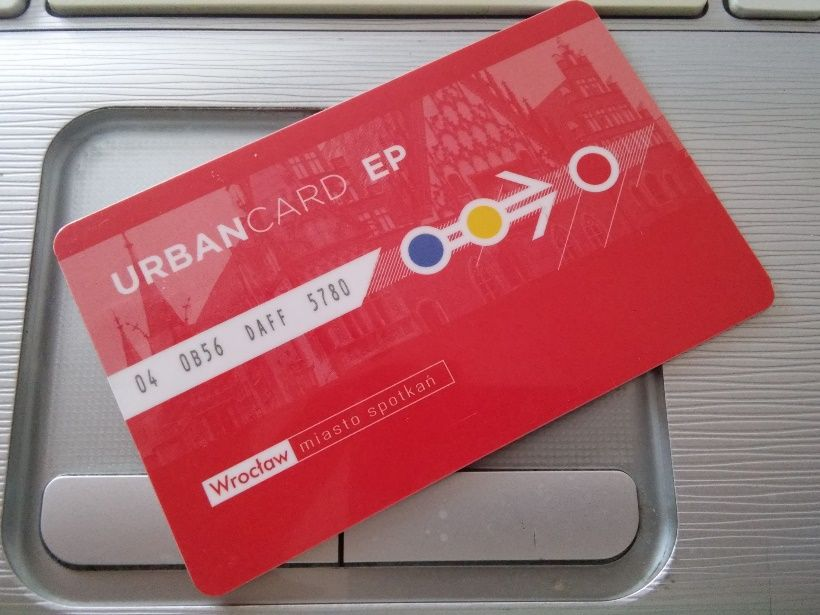 URBANCARD EP
04 0B56 DAFF 5780
Wrocław miasto spotkań